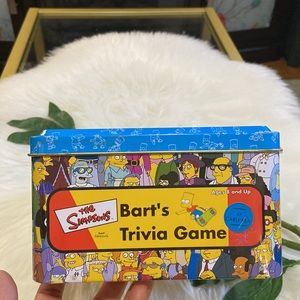 Ages 8 and Up
THE
SIMPSONS
Bart's
Trivia Game